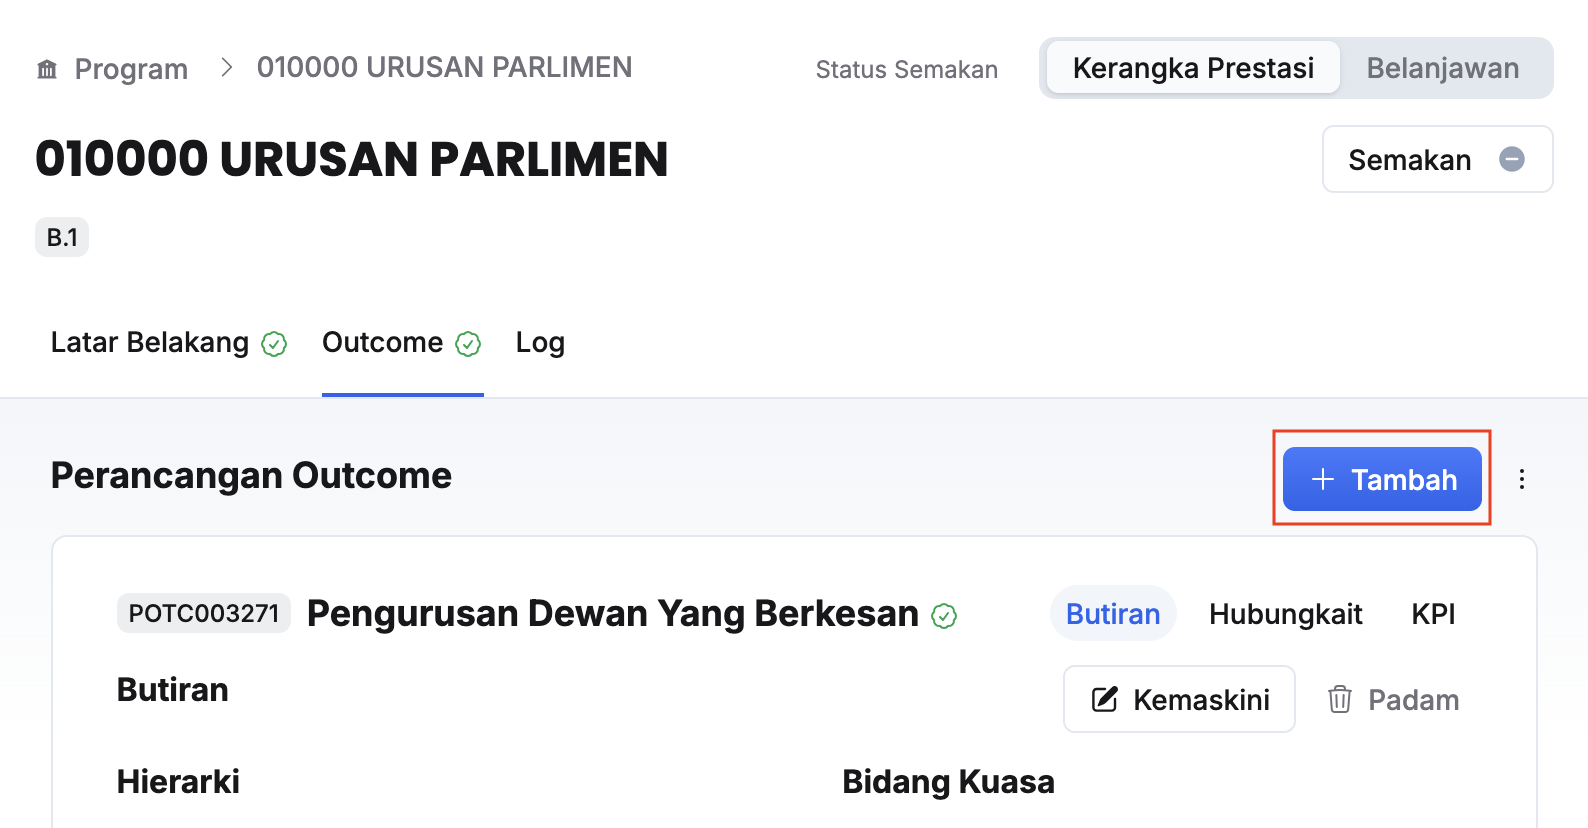 Program > 010000 URUSAN PARLIMEN
Status Semakan
Kerangka Prestasi
Belanjawan
010000 URUSAN PARLIMEN
Semakan
B.1
Latar Belakang
Outcome
Log
Perancangan Outcome
+ Tambah
POTC003271 Pengurusan Dewan Yang Berkesan
Butiran
Hubungkait
KPI
Butiran
Kemaskini
Padam
Hierarki
Bidang Kuasa